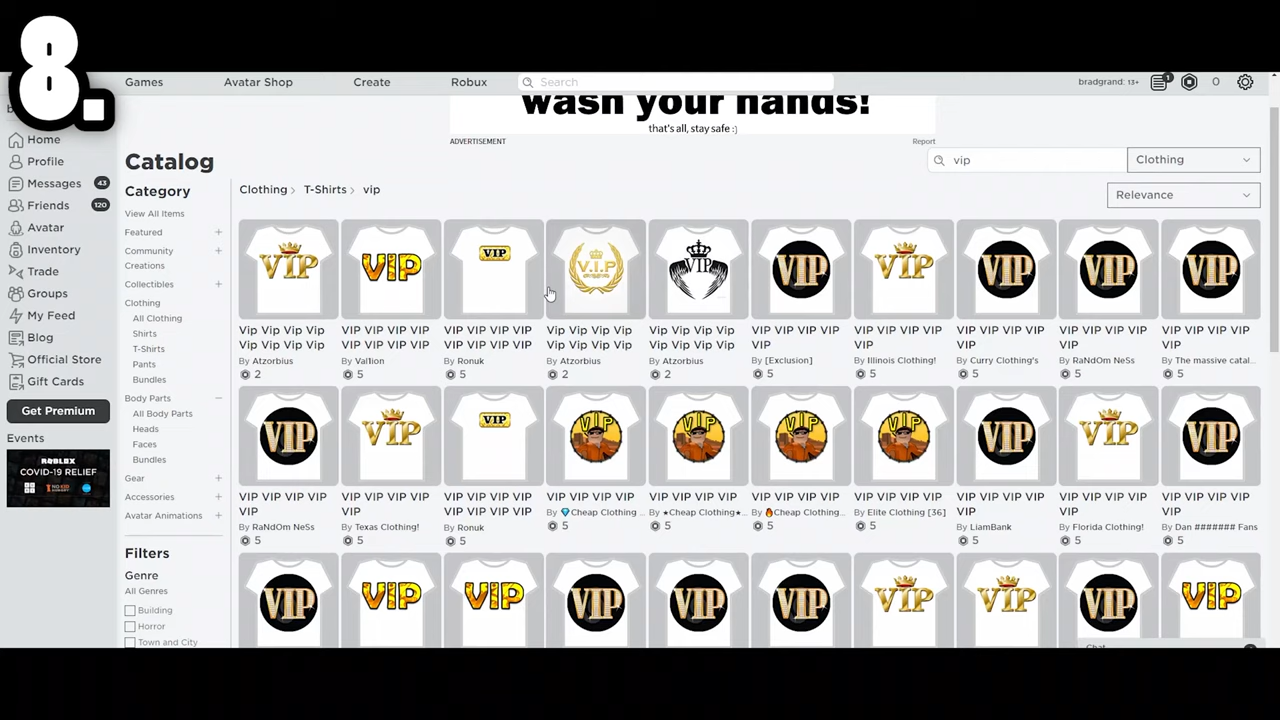 8.
Games
Avatar Shop
Create
Robux
Search
bradgrand: 13+
1
0
wash your hands!
that's all, stay safe :)
ADVERTISEMENT
Report
Home
Profile
Messages
43
Friends
120
Avatar
Inventory
Trade
Groups
My Feed
Blog
Official Store
Gift Cards
Get Premium
Events
ROBLOX
COVID-19 RELIEF
NO KID HUNGRY
Catalog
vip
Clothing
Category
Clothing > T-Shirts > vip
Relevance
View All Items
Featured +
Community +
Creations
Collectibles +
Clothing
All Clothing
Shirts
T-Shirts
Pants
Bundles
Body Parts −
All Body Parts
Heads
Faces
Bundles
Gear +
Accessories +
Avatar Animations +
Filters
Genre
All Genres
Building
Horror
Town and City
VIP VIP VIP V.I.P VIP VIP VIP VIP VIP VIP
Vip Vip Vip Vip VIP VIP VIP VIP VIP VIP VIP VIP Vip Vip Vip Vip Vip Vip Vip Vip VIP VIP VIP VIP VIP VIP VIP VIP VIP VIP VIP VIP VIP VIP VIP VIP VIP VIP VIP VIP
Vip Vip Vip Vip VIP VIP VIP VIP VIP VIP VIP VIP Vip Vip Vip Vip Vip Vip Vip Vip VIP VIP VIP VIP VIP
By Atzorbius By Val1ion By Ronuk By Atzorbius By Atzorbius By [Exclusion] By Illinois Clothing! By Curry Clothing's By RaNdOm NeSs By The massive catal...
2 5 5 2 2 5 5 5 5 5
VIP VIP VIP VIP VIP VIP VIP VIP VIP VIP
VIP VIP VIP VIP VIP VIP VIP VIP VIP VIP VIP VIP VIP VIP VIP VIP VIP VIP VIP VIP VIP VIP VIP VIP VIP VIP VIP VIP VIP VIP VIP VIP VIP VIP VIP VIP VIP VIP VIP VIP
VIP VIP VIP VIP VIP VIP VIP VIP VIP
By RaNdOm NeSs By Texas Clothing! By Ronuk By 💎Cheap Clothing ... By ★Cheap Clothing★... By 🔥Cheap Clothing... By Elite Clothing [36] By LiamBank By Florida Clothing! By Dan ####### Fans
5 5 5 5 5 5 5 5 5 5
VIP VIP VIP VIP VIP VIP VIP VIP VIP VIP
Chat